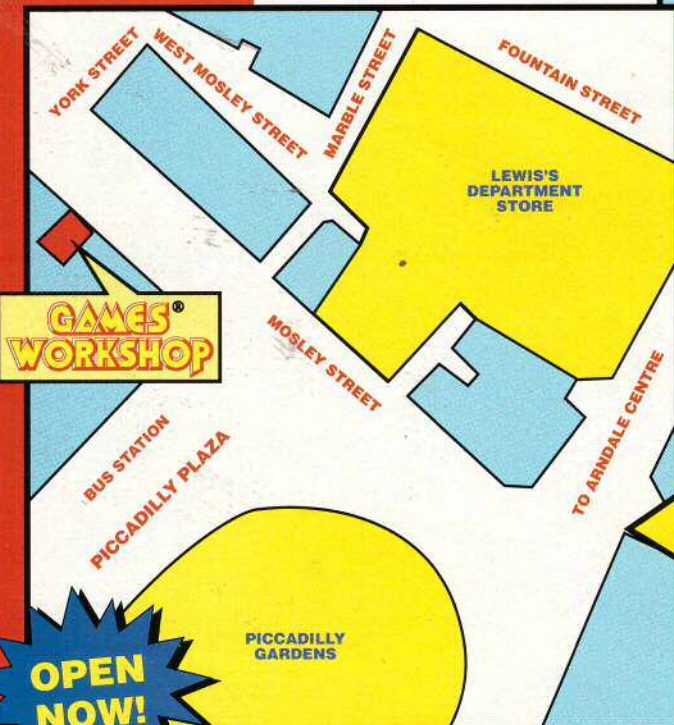 YORK STREET
WEST MOSLEY STREET
MARBLE STREET
FOUNTAIN STREET
LEWIS'S
DEPARTMENT
STORE
GAMES®
WORKSHOP
MOSLEY STREET
TO ARNDALE CENTRE
BUS STATION
PICCADILLY PLAZA
PICCADILLY
GARDENS
OPEN
NOW!